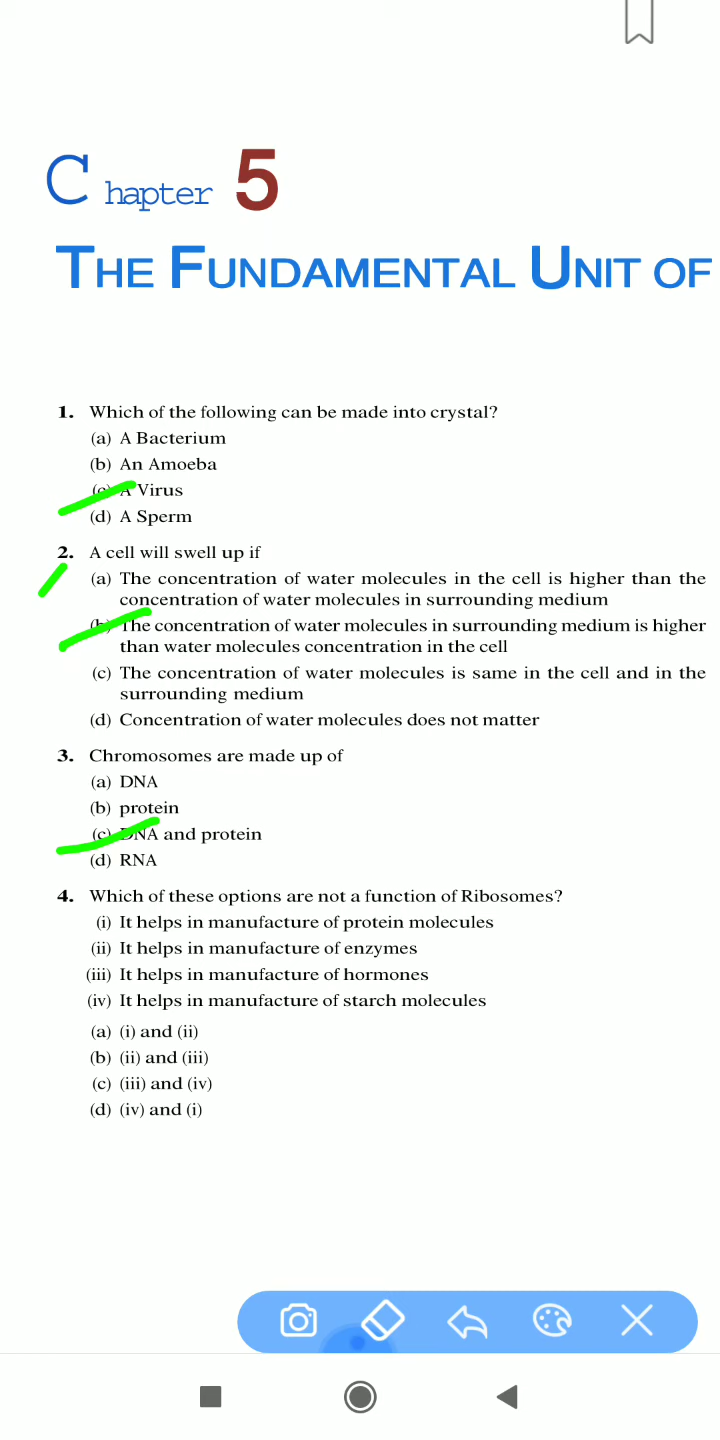 Chapter 5
THE FUNDAMENTAL UNIT OF
1. Which of the following can be made into crystal?
(a) A Bacterium
(b) An Amoeba
(c) A Virus
(d) A Sperm
2. A cell will swell up if
(a) The concentration of water molecules in the cell is higher than the
concentration of water molecules in surrounding medium
(b) The concentration of water molecules in surrounding medium is higher
than water molecules concentration in the cell
(c) The concentration of water molecules is same in the cell and in the
surrounding medium
(d) Concentration of water molecules does not matter
3. Chromosomes are made up of
(a) DNA
(b) protein
(c) DNA and protein
(d) RNA
4. Which of these options are not a function of Ribosomes?
(i) It helps in manufacture of protein molecules
(ii) It helps in manufacture of enzymes
(iii) It helps in manufacture of hormones
(iv) It helps in manufacture of starch molecules
(a) (i) and (ii)
(b) (ii) and (iii)
(c) (iii) and (iv)
(d) (iv) and (i)